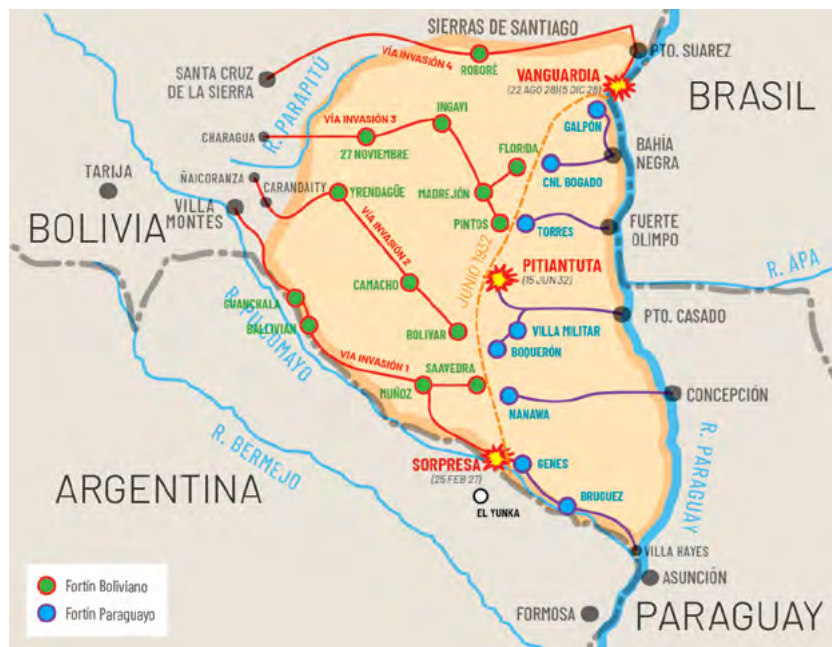 SIERRAS DE SANTIAGO
VÍA INVASIÓN 4
ROBORÉ
PTO. SUAREZ
SANTA CRUZ
DE LA SIERRA
VANGUARDIA
(22 AGO 28)(5 DIC 28)
BRASIL
R. PARAPITÚ
INGAVI
VÍA INVASIÓN 3
GALPÓN
CHARAGUA
27 NOVIEMBRE
FLORIDA
BAHÍA
NEGRA
CNL BOGADO
TARIJA
ÑAICORANZA
CARANDAITY
YRENDAGÜE
MADREJÓN
VILLA
MONTES
BOLIVIA
VÍA INVASIÓN 2
PINTOS
TORRES
FUERTE
OLIMPO
JUNIO 1932
PITIANTUTA
(15 JUN 32)
R. APA
CAMACHO
GUANCHALA
R. PILCOMAYO
BALLIVIAN
BOLIVAR
VILLA MILITAR
BOQUERÓN
PTO. CASADO
VÍA INVASIÓN 1
SAAVEDRA
MUÑOZ
NANAWA
CONCEPCIÓN
R. BERMEJO
R. PARAGUAY
ARGENTINA
SORPRESA
(25 FEB 27)
GENES
EL YUNKA
BRUGUEZ
VILLA HAYES
ASUNCIÓN
FORMOSA
PARAGUAY
Fortín Boliviano
Fortín Paraguayo